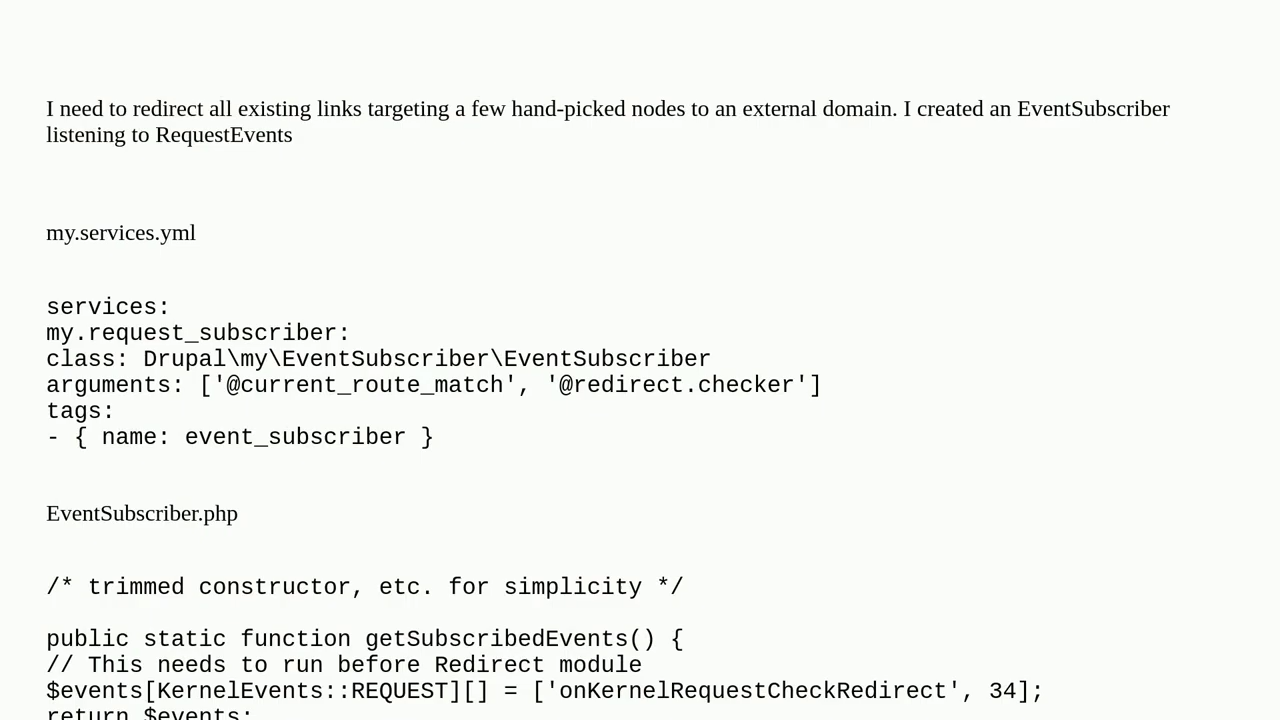 I need to redirect all existing links targeting a few hand-picked nodes to an external domain. I created an EventSubscriber
listening to RequestEvents
my.services.yml
services:
my.request_subscriber:
class: Drupal\my\EventSubscriber\EventSubscriber
arguments: ['@current_route_match', '@redirect.checker']
tags:
- { name: event_subscriber }
EventSubscriber.php
/* trimmed constructor, etc. for simplicity */
public static function getSubscribedEvents() {
// This needs to run before Redirect module
$events[KernelEvents::REQUEST][] = ['onKernelRequestCheckRedirect', 34];
return $events;